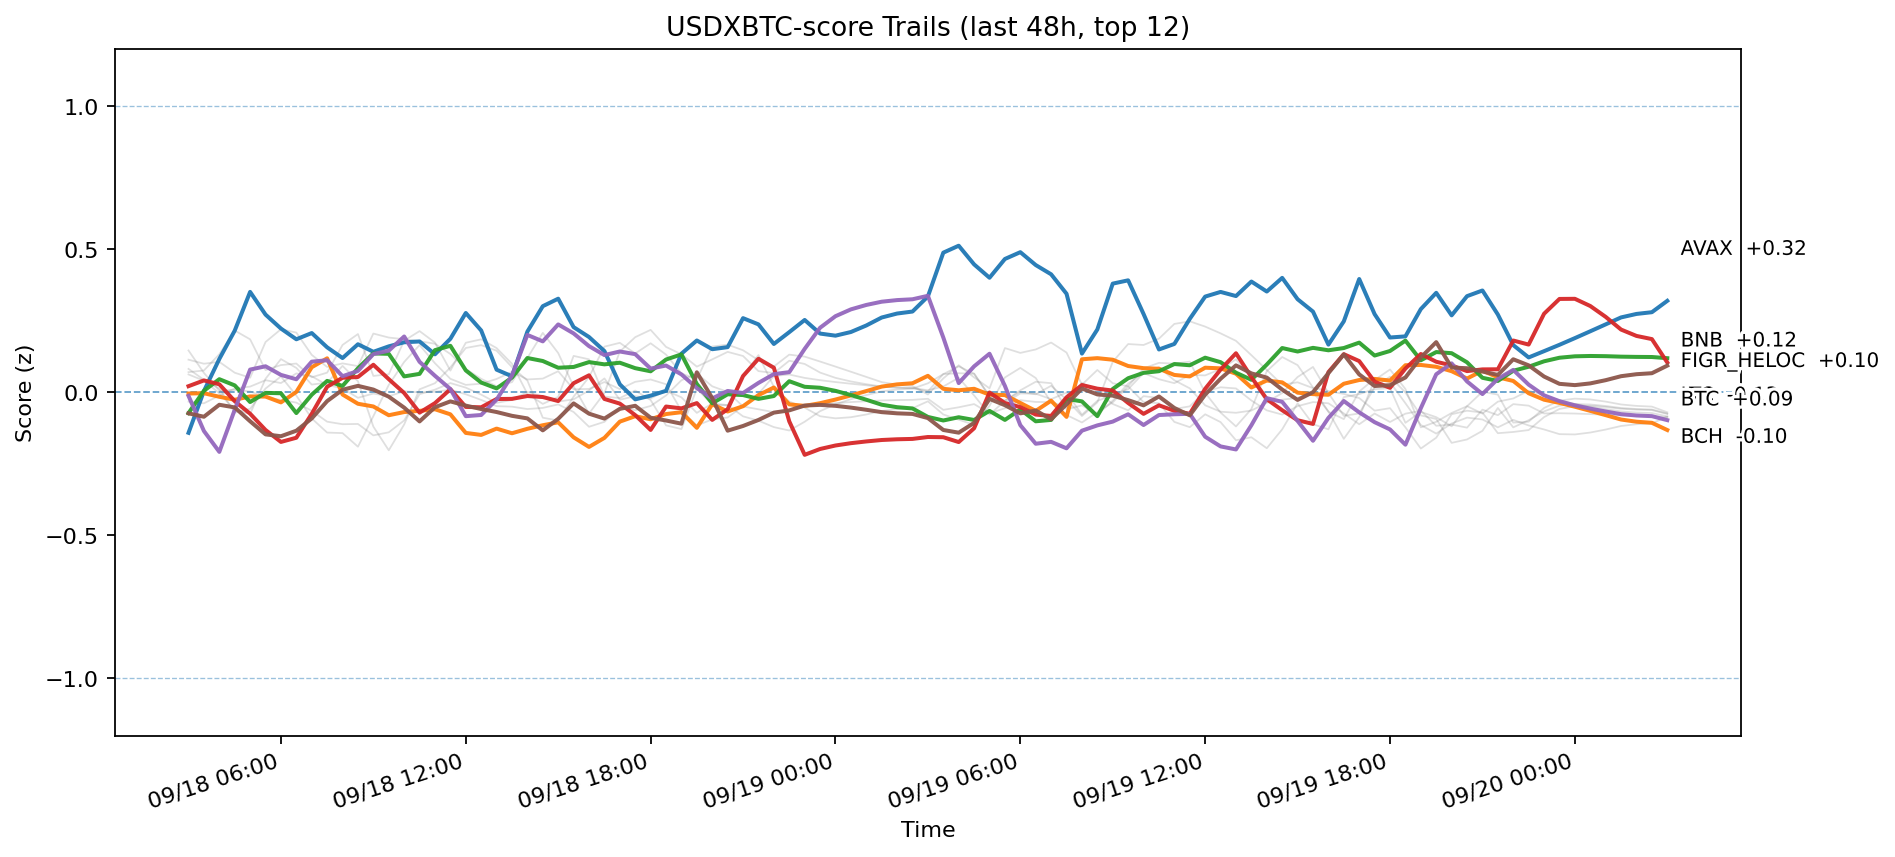 USDXBTC-score Trails (last 48h, top 12)
Score (z)
1.0
0.5
0.0
−0.5
−1.0
AVAX +0.32
BNB +0.12
FIGR_HELOC +0.10
BTC +0.09
BCH -0.10
09/18 06:00
09/18 12:00
09/18 18:00
09/19 00:00
09/19 06:00
09/19 12:00
09/19 18:00
09/20 00:00
Time